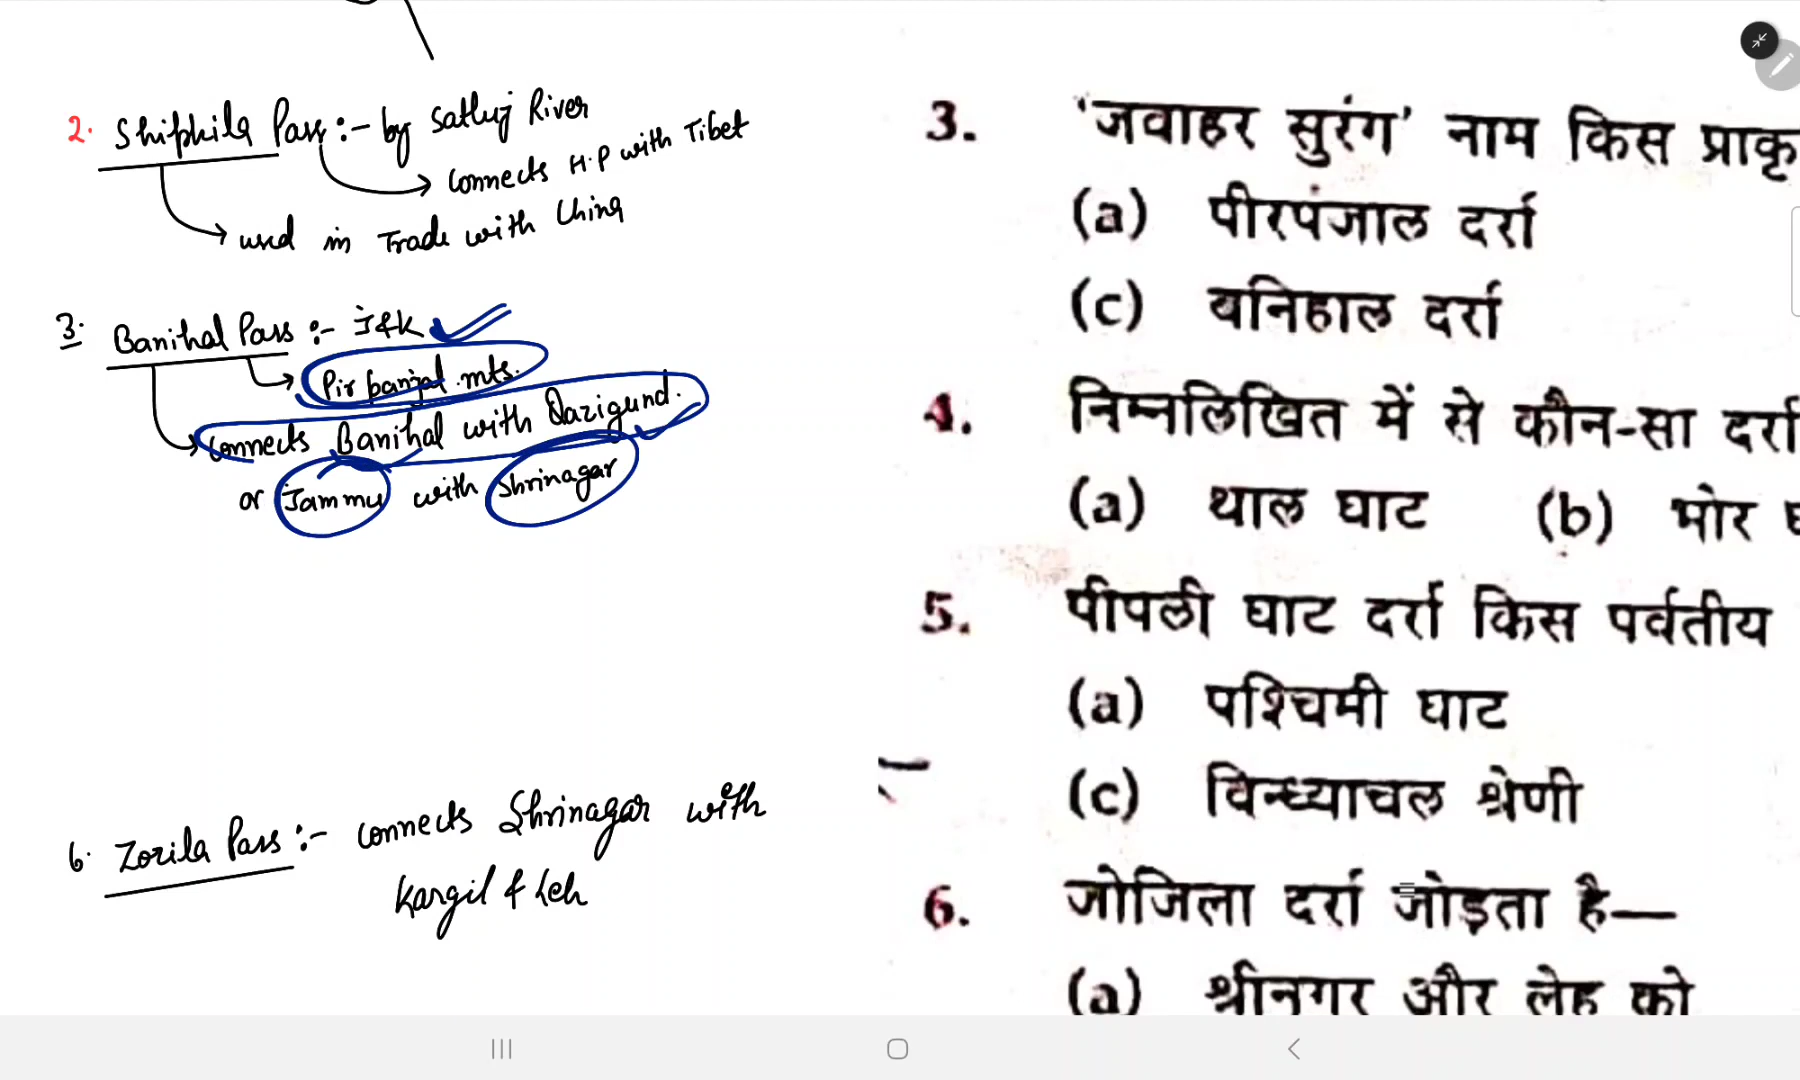 2. Shipkila Pass :- by Satluj River
Connects H.P with Tibet
used in Trade with China
3. Banihal Pass :- J&K
Pir panjal mts.
Connects Banihal with Qazigund.
or Jammu with Shrinagar
6. Zozila Pass :- Connects Shrinagar with
Kargil & Leh
3. 'जवाहर सुरंग' नाम किस प्राकृ
(a) पीरपंजाल दर्रा
(c) बनिहाल दर्रा
4. निम्नलिखित में से कौन-सा दर्रा
(a) थाल घाट (b) भोर घ
5. पीपली घाट दर्रा किस पर्वतीय
(a) पश्चिमी घाट
(c) विन्ध्याचल श्रेणी
6. जोजिला दर्रा जोड़ता है—
(a) श्रीनगर और लेह को